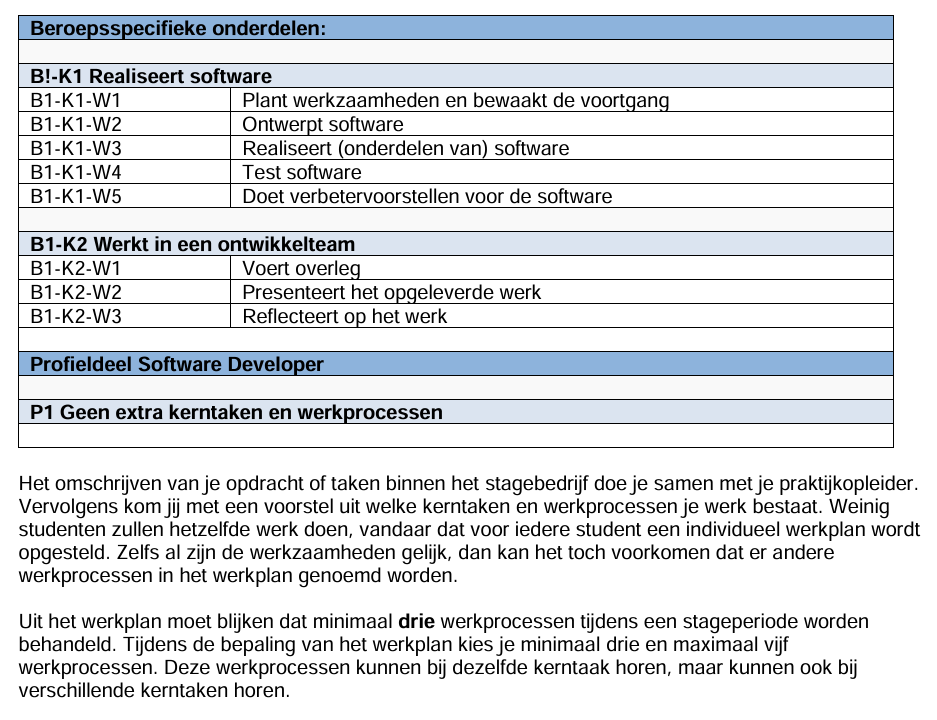 Beroepsspecifieke onderdelen:
B!-K1 Realiseert software
B1-K1-W1 Plant werkzaamheden en bewaakt de voortgang
B1-K1-W2 Ontwerpt software
B1-K1-W3 Realiseert (onderdelen van) software
B1-K1-W4 Test software
B1-K1-W5 Doet verbetervoorstellen voor de software
B1-K2 Werkt in een ontwikkelteam
B1-K2-W1 Voert overleg
B1-K2-W2 Presenteert het opgeleverde werk
B1-K2-W3 Reflecteert op het werk
Profieldeel Software Developer
P1 Geen extra kerntaken en werkprocessen
Het omschrijven van je opdracht of taken binnen het stagebedrijf doe je samen met je praktijkopleider.
Vervolgens kom jij met een voorstel uit welke kerntaken en werkprocessen je werk bestaat. Weinig
studenten zullen hetzelfde werk doen, vandaar dat voor iedere student een individueel werkplan wordt
opgesteld. Zelfs al zijn de werkzaamheden gelijk, dan kan het toch voorkomen dat er andere
werkprocessen in het werkplan genoemd worden.
Uit het werkplan moet blijken dat minimaal drie werkprocessen tijdens een stageperiode worden
behandeld. Tijdens de bepaling van het werkplan kies je minimaal drie en maximaal vijf
werkprocessen. Deze werkprocessen kunnen bij dezelfde kerntaak horen, maar kunnen ook bij
verschillende kerntaken horen.